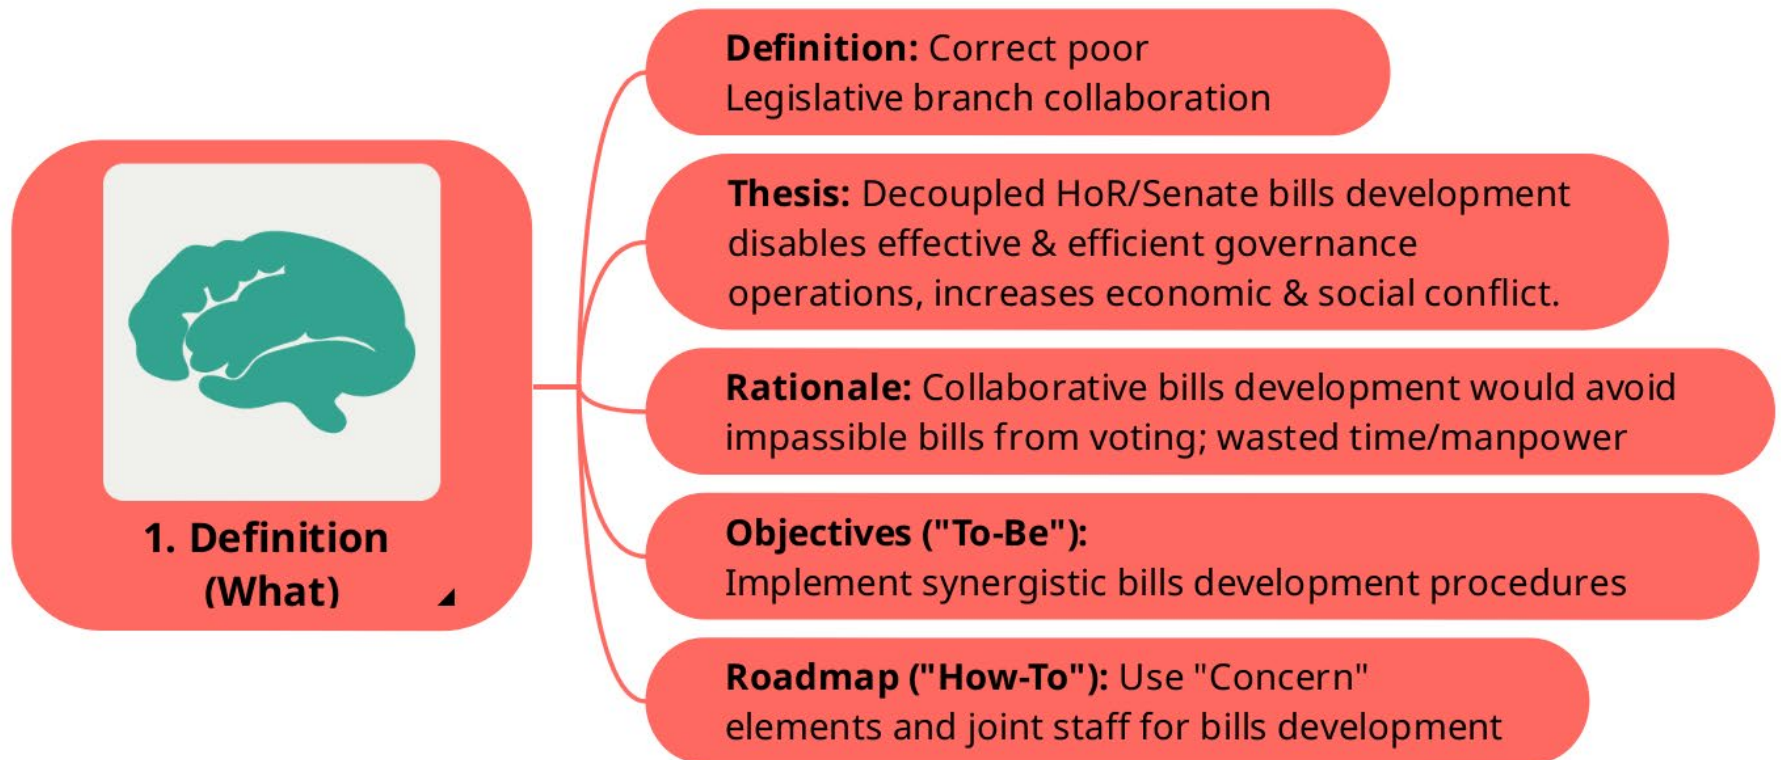 1. Definition
(What)
Definition: Correct poor
Legislative branch collaboration
Thesis: Decoupled HoR/Senate bills development
disables effective & efficient governance
operations, increases economic & social conflict.
Rationale: Collaborative bills development would avoid
impassible bills from voting; wasted time/manpower
Objectives ("To-Be"):
Implement synergistic bills development procedures
Roadmap ("How-To"): Use "Concern"
elements and joint staff for bills development